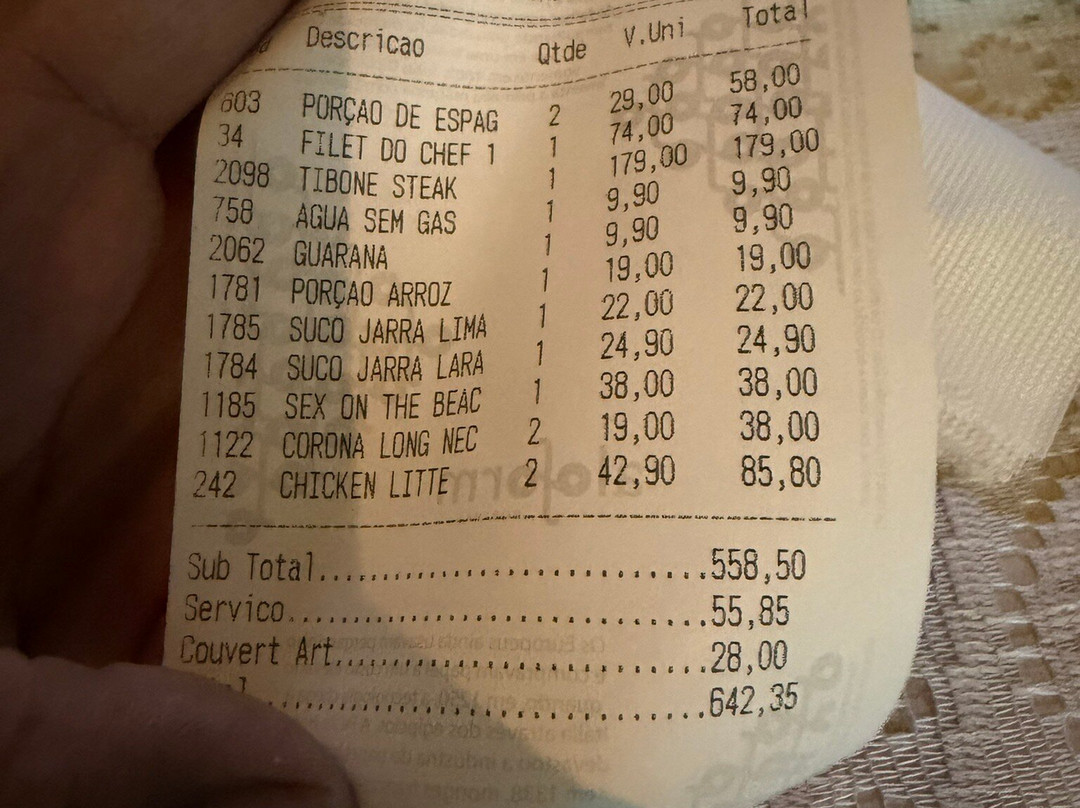 Descricao Qtde V.Uni Total
603 PORÇAO DE ESPAG 2 29,00 58,00
34 FILET DO CHEF 1 1 74,00 74,00
2098 TIBONE STEAK 1 179,00 179,00
758 AGUA SEM GAS 1 9,90 9,90
2062 GUARANA 1 9,90 9,90
1781 PORÇAO ARROZ 1 19,00 19,00
1785 SUCO JARRA LIMA 1 22,00 22,00
1784 SUCO JARRA LARA 1 24,90 24,90
1185 SEX ON THE BEAC 1 38,00 38,00
1122 CORONA LONG NEC 2 19,00 38,00
242 CHICKEN LITTE 2 42,90 85,80
Sub Total..............................558,50
Servico................................55,85
Couvert Art............................28,00
..............................642,35